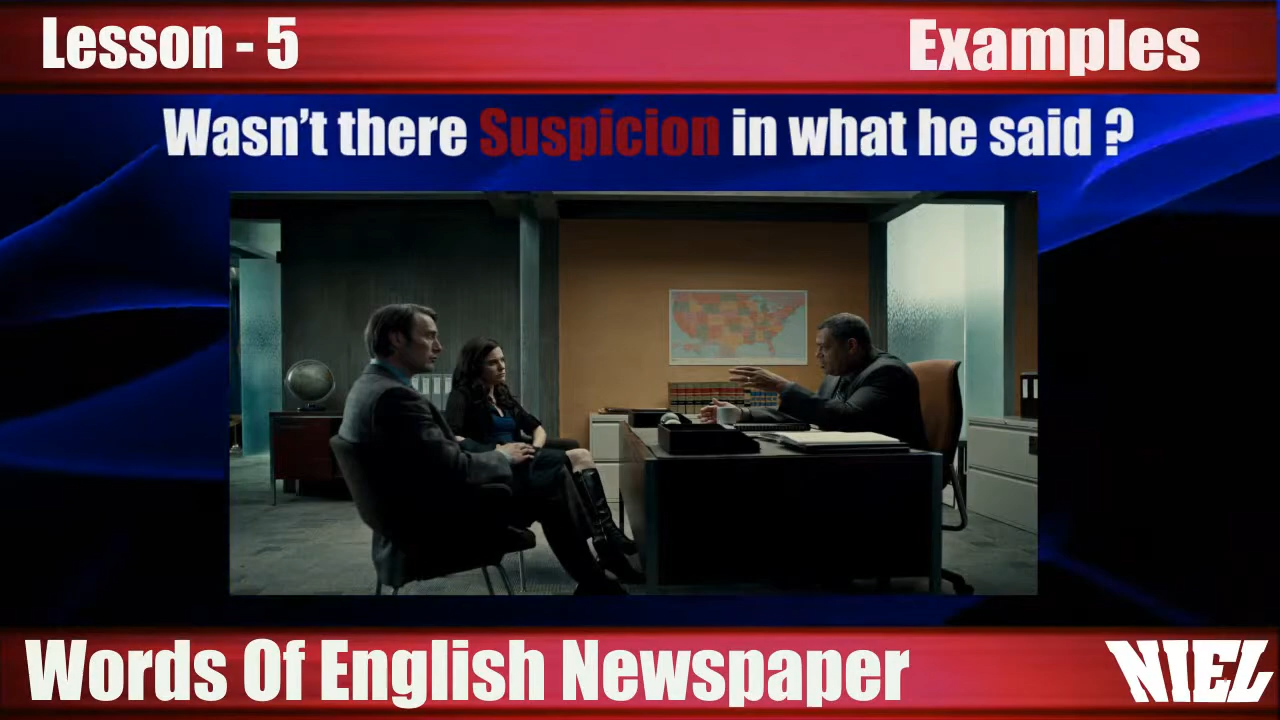 Lesson - 5
Examples
Wasn't there Suspicion in what he said ?
Words Of English Newspaper
NIEL